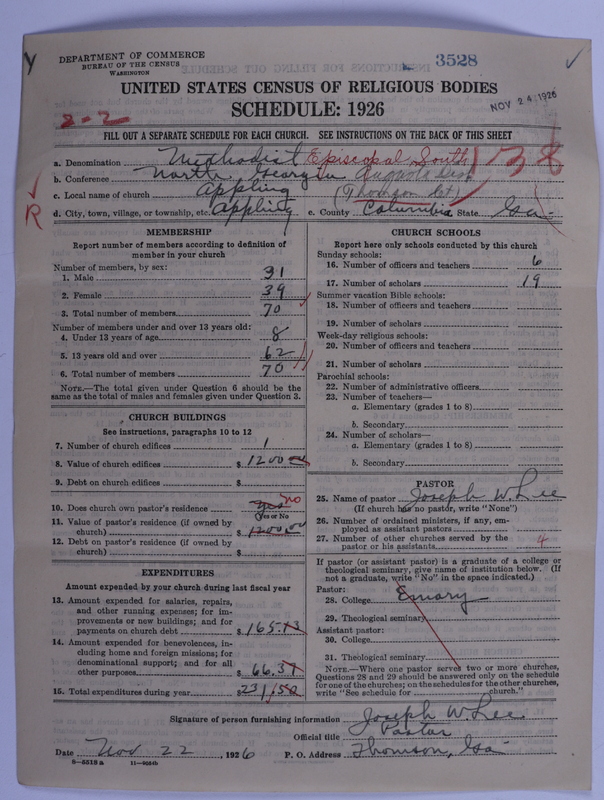 DEPARTMENT OF COMMERCE
BUREAU OF THE CENSUS
WASHINGTON
3528
NOV 24 1926
UNITED STATES CENSUS OF RELIGIOUS BODIES
SCHEDULE: 1926
8-2
FILL OUT A SEPARATE SCHEDULE FOR EACH CHURCH. SEE INSTRUCTIONS ON THE BACK OF THIS SHEET
a. Denomination Methodist Episcopal South 138
b. Conference North Georgia Augusta Dist
c. Local name of church Appling (Thomson Ct)
R
d. City, town, village, or township, etc. Appling e. County Columbia State Ga
MEMBERSHIP
Report number of members according to definition of member in your church
Number of members, by sex:
1. Male 31
2. Female 39
3. Total number of members 70
Number of members under and over 13 years old:
4. Under 13 years of age 8
5. 13 years old and over 62
6. Total number of members 70
NOTE.—The total given under Question 6 should be the
same as the total of males and females given under Question 3.
CHURCH BUILDINGS
See instructions, paragraphs 10 to 12
7. Number of church edifices 1
8. Value of church edifices $ 1200.00
9. Debt on church edifices $
10. Does church own pastor's residence yes no
(Yes or No)
11. Value of pastor's residence (if owned by
church) $ 1200.00
12. Debt on pastor's residence (if owned by
church) $
EXPENDITURES
Amount expended by your church during last fiscal year
13. Amount expended for salaries, repairs,
and other running expenses; for im-
provements or new buildings; and for
payments on church debt $ 165.13
14. Amount expended for benevolences, in-
cluding home and foreign missions; for
denominational support; and for all
other purposes $ 66.37
15. Total expenditures during year $ 231.50
CHURCH SCHOOLS
Report here only schools conducted by this church
Sunday schools:
16. Number of officers and teachers 6
17. Number of scholars 19
Summer vacation Bible schools:
18. Number of officers and teachers
19. Number of scholars
Week-day religious schools:
20. Number of officers and teachers
21. Number of scholars
Parochial schools:
22. Number of administrative officers
23. Number of teachers—
a. Elementary (grades 1 to 8)
b. Secondary
24. Number of scholars—
a. Elementary (grades 1 to 8)
b. Secondary
PASTOR
25. Name of pastor Joseph W. Lee
(If church has no pastor, write "None")
26. Number of ordained ministers, if any, em-
ployed as assistant pastors
27. Number of other churches served by the
pastor or his assistants 4
If pastor (or assistant pastor) is a graduate of a college or
theological seminary, give name of institution below. (If
not a graduate, write "No" in the space indicated.)
Pastor:
28. College Emory
29. Theological seminary
Assistant pastor:
30. College
31. Theological seminary
NOTE.—Where one pastor serves two or more churches,
Questions 28 and 29 should be answered only on the schedule
for one of the churches; on the schedules for the other churches,
write "See schedule for church."
Signature of person furnishing information Joseph W Lee
Official title Pastor
Date Nov 22, 1926 P. O. Address Thomson, Ga
8-5518 a